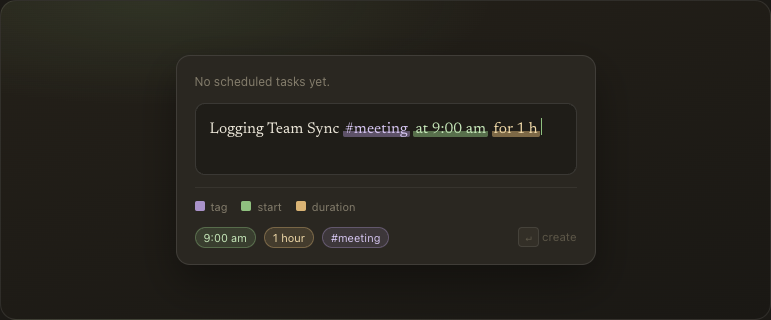 No scheduled tasks yet.
Logging Team Sync #meeting at 9:00 am for 1 h
tag start duration
9:00 am 1 hour #meeting ↵ create